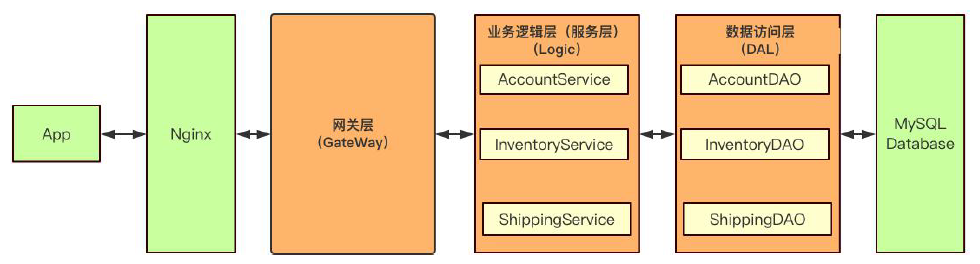 App
Nginx
网关层
（GateWay）
业务逻辑层（服务层）
（Logic）
AccountService
InventoryService
ShippingService
数据访问层
（DAL）
AccountDAO
InventoryDAO
ShippingDAO
MySQL
Database